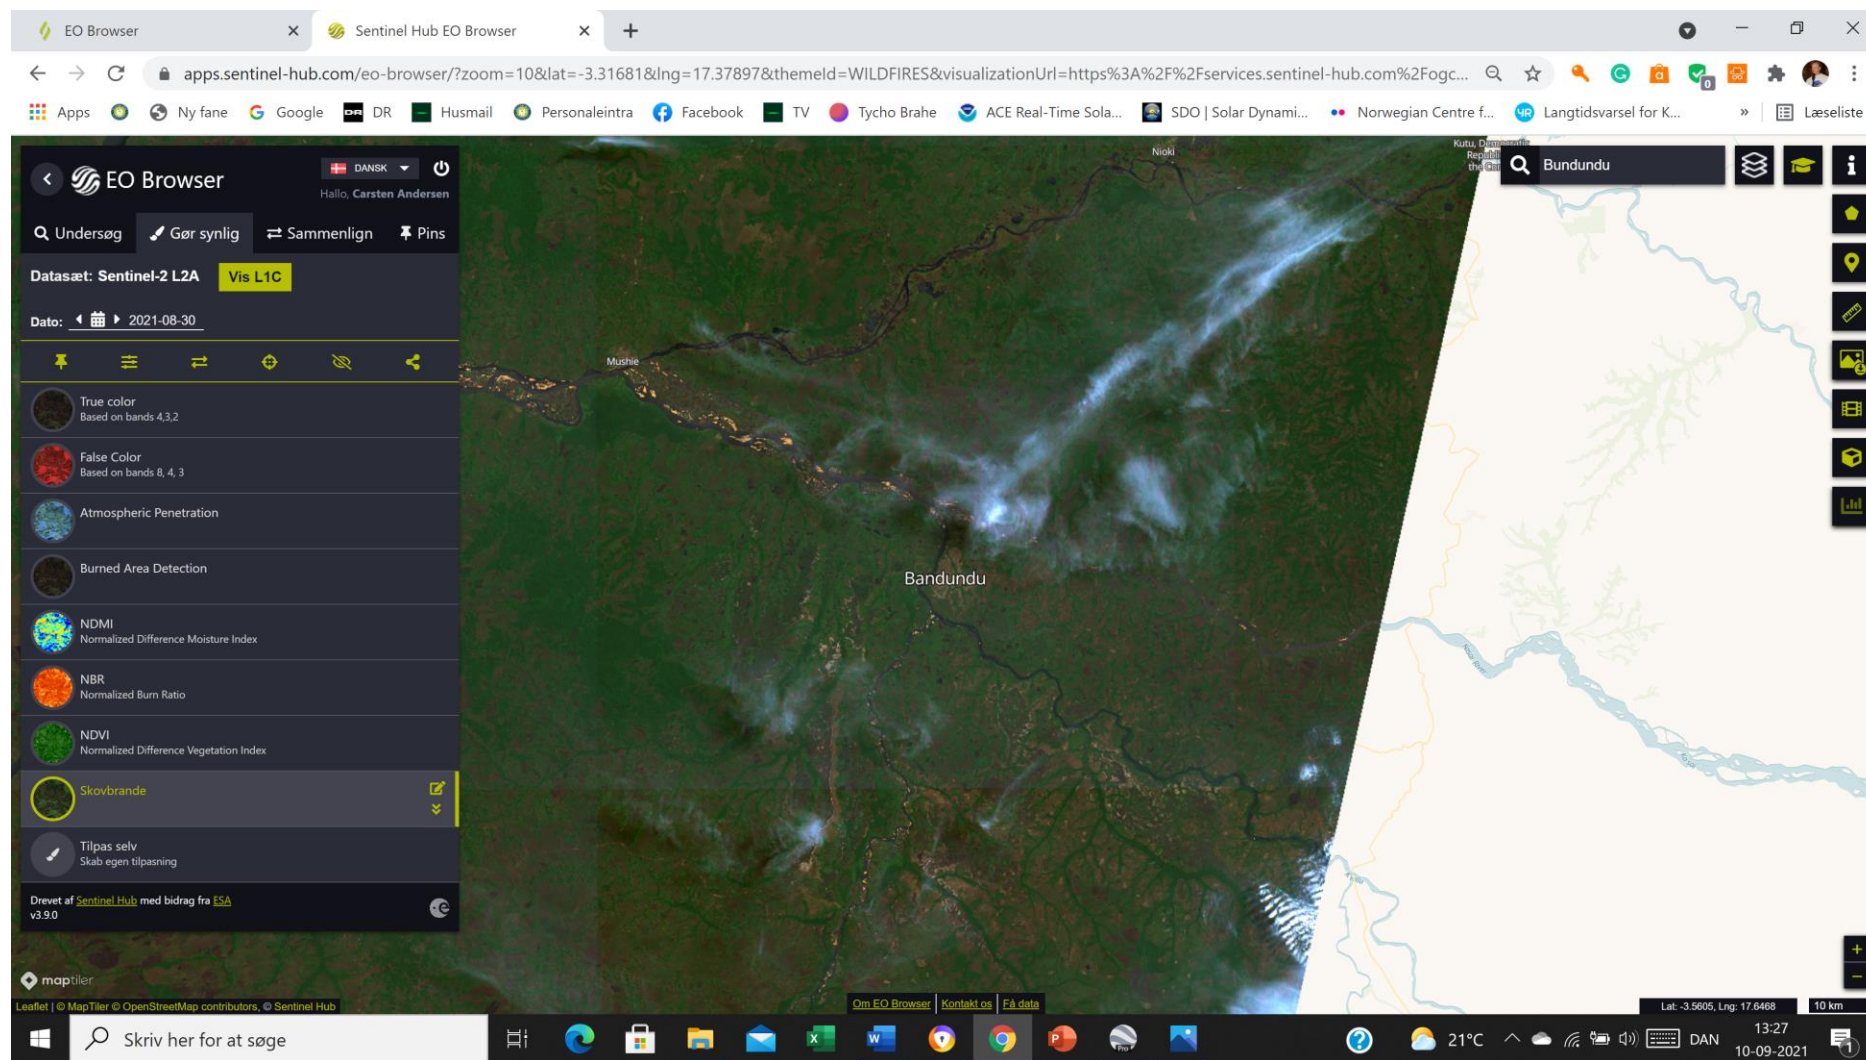 EO Browser
Sentinel Hub EO Browser
apps.sentinel-hub.com/eo-browser/?zoom=10&lat=-3.31681&lng=17.37897&themeId=WILDFIRES&visualizationUrl=https%3A%2F%2Fservices.sentinel-hub.com%2Fogc...
Apps
Ny fane
Google
DR
DR
Husmail
Personaleintra
Facebook
TV
Tycho Brahe
ACE Real-Time Sola...
SDO | Solar Dynami...
Norwegian Centre f...
Langtidsvarsel for K...
»
Læseliste
EO Browser
DANSK
Hallo, Carsten Andersen
Undersøg
Gør synlig
Sammenlign
Pins
Datasæt: Sentinel-2 L2A
Vis L1C
Dato: 2021-08-30
True color
Based on bands 4,3,2
False Color
Based on bands 8, 4, 3
Atmospheric Penetration
Burned Area Detection
NDMI
Normalized Difference Moisture Index
NBR
Normalized Burn Ratio
NDVI
Normalized Difference Vegetation Index
Skovbrande
Tilpas selv
Skab egen tilpasning
Drevet af Sentinel Hub med bidrag fra ESA
v3.9.0
Nioki
Kutu,
Bundundu
Mushie
Bandundu
maptiler
Leaflet | © MapTiler © OpenStreetMap contributors, © Sentinel Hub
Om EO Browser | Kontakt os | Få data
Lat: -3.5605, Lng: 17.6468
10 km
Skriv her for at søge
21°C
DAN
13:27
10-09-2021